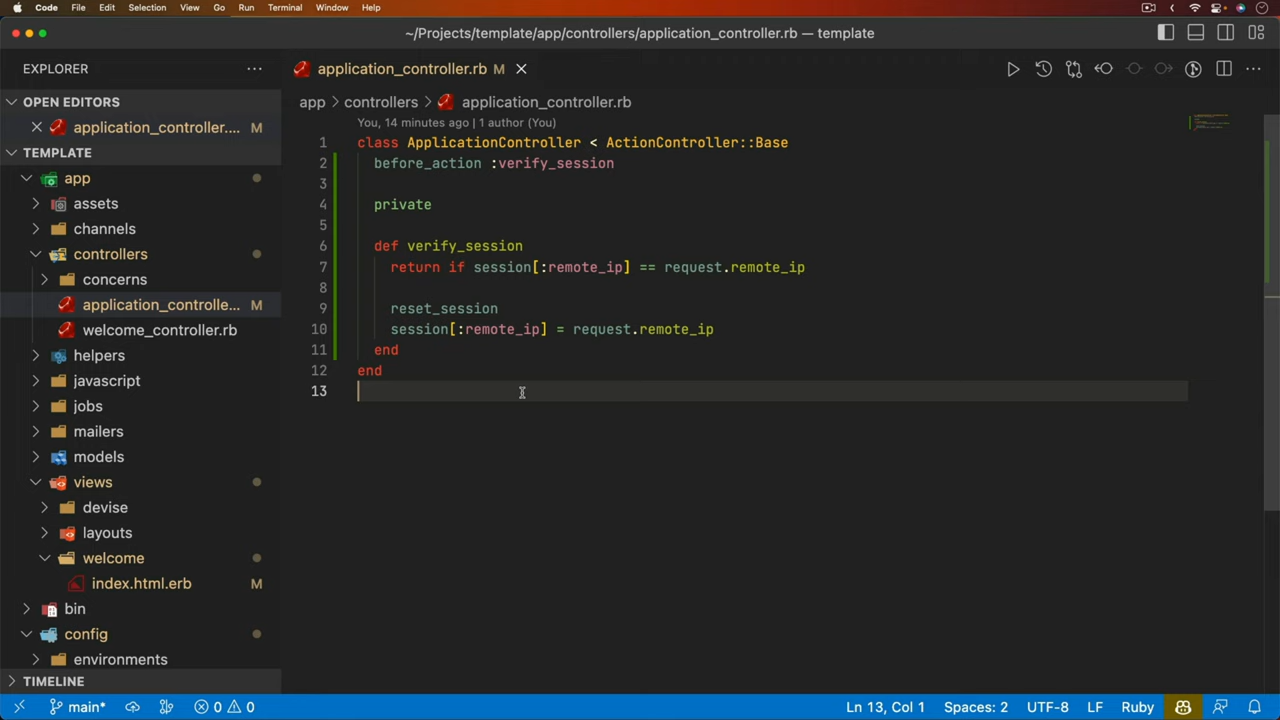 Code File Edit Selection View Go Run Terminal Window Help
~/Projects/template/app/controllers/application_controller.rb — template
EXPLORER
application_controller.rb M
OPEN EDITORS
app controllers application_controller.rb
application_controller.... M
You, 14 minutes ago | 1 author (You)
TEMPLATE
app
assets
channels
controllers
concerns
application_controlle... M
welcome_controller.rb
helpers
javascript
jobs
mailers
models
views
devise
layouts
welcome
index.html.erb M
bin
config
environments
TIMELINE
1 class ApplicationController < ActionController::Base
2 before_action :verify_session
3
4 private
5
6 def verify_session
7 return if session[:remote_ip] == request.remote_ip
8
9 reset_session
10 session[:remote_ip] = request.remote_ip
11 end
12 end
13
main* 0 0 Ln 13, Col 1 Spaces: 2 UTF-8 LF Ruby